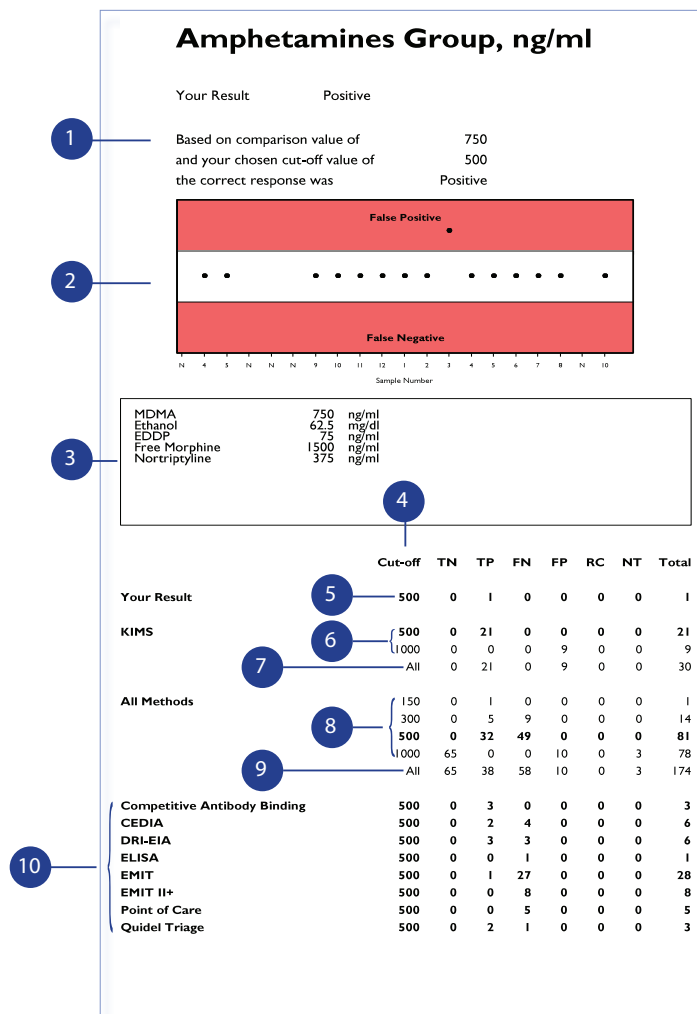 Amphetamines Group, ng/ml
Your Result Positive
1
Based on comparison value of 750
and your chosen cut-off value of 500
the correct response was Positive
2
False Positive
False Negative
N 4 5 N N N 9 10 11 12 1 2 3 4 5 6 7 8 N 10
Sample Number
3
MDMA 750 ng/ml
Ethanol 62.5 mg/dl
EDDP 75 ng/ml
Free Morphine 1500 ng/ml
Nortriptyline 375 ng/ml
4
Cut-off TN TP FN FP RC NT Total
Your Result 5 500 0 1 0 0 0 0 1
KIMS 6 500 0 21 0 0 0 0 21
1000 0 0 0 9 0 0 9
7 All 0 21 0 9 0 0 30
All Methods 8 150 0 1 0 0 0 0 1
300 0 5 9 0 0 0 14
500 0 32 49 0 0 0 81
1000 65 0 0 10 0 3 78
9 All 65 38 58 10 0 3 174
10
Competitive Antibody Binding 500 0 3 0 0 0 0 3
CEDIA 500 0 2 4 0 0 0 6
DRI-EIA 500 0 3 3 0 0 0 6
ELISA 500 0 0 1 0 0 0 1
EMIT 500 0 1 27 0 0 0 28
EMIT II+ 500 0 0 8 0 0 0 8
Point of Care 500 0 0 5 0 0 0 5
Quidel Triage 500 0 2 1 0 0 0 3